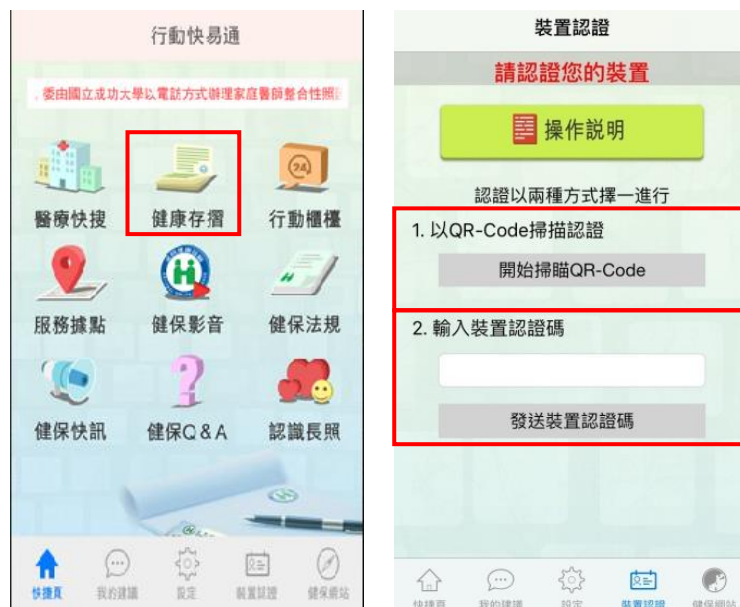 行動快易通
委由國立成功大學以電話方式辦理家庭醫師整合性照
醫療快搜
健康存摺
行動櫃檯
服務據點
健保影音
健保法規
健保快訊
健保Q&A
認識長照
快捷頁
我的建議
設定
裝置認證
健保網站
裝置認證
請認證您的裝置
操作説明
認證以兩種方式擇一進行
1. 以QR-Code掃描認證
開始掃瞄QR-Code
2. 輸入裝置認證碼
發送裝置認證碼
快捷頁
我的建議
設定
裝置認證
健保網站